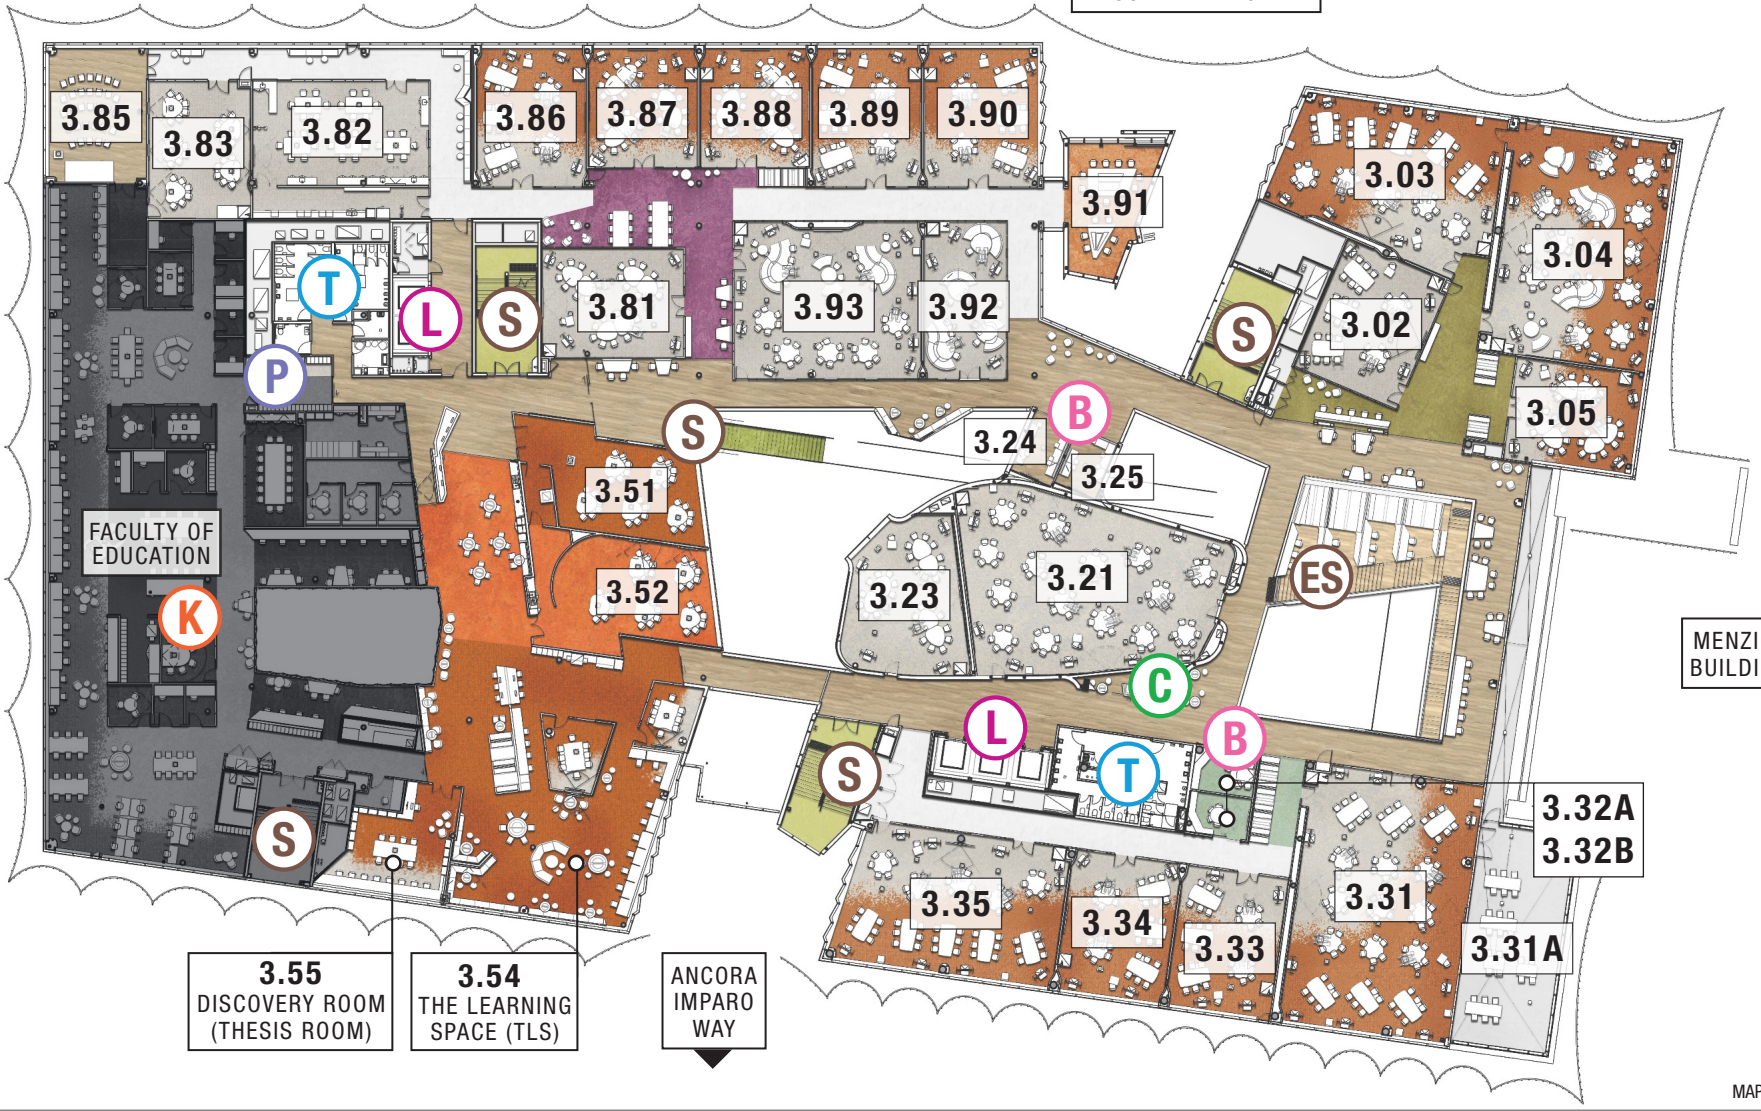 3.85
3.83
3.82
3.86
3.87
3.88
3.89
3.90
3.91
3.03
3.04
3.02
3.05
T
L
S
3.81
3.93
3.92
S
P
S
B
3.24
3.25
3.51
3.52
3.23
3.21
ES
FACULTY OF
EDUCATION
K
C
L
T
B
S
S
MENZI
BUILDI
3.32A
3.32B
3.31
3.31A
3.35
3.34
3.33
3.55
DISCOVERY ROOM
(THESIS ROOM)
3.54
THE LEARNING
SPACE (TLS)
ANCORA
IMPARO
WAY
MAP